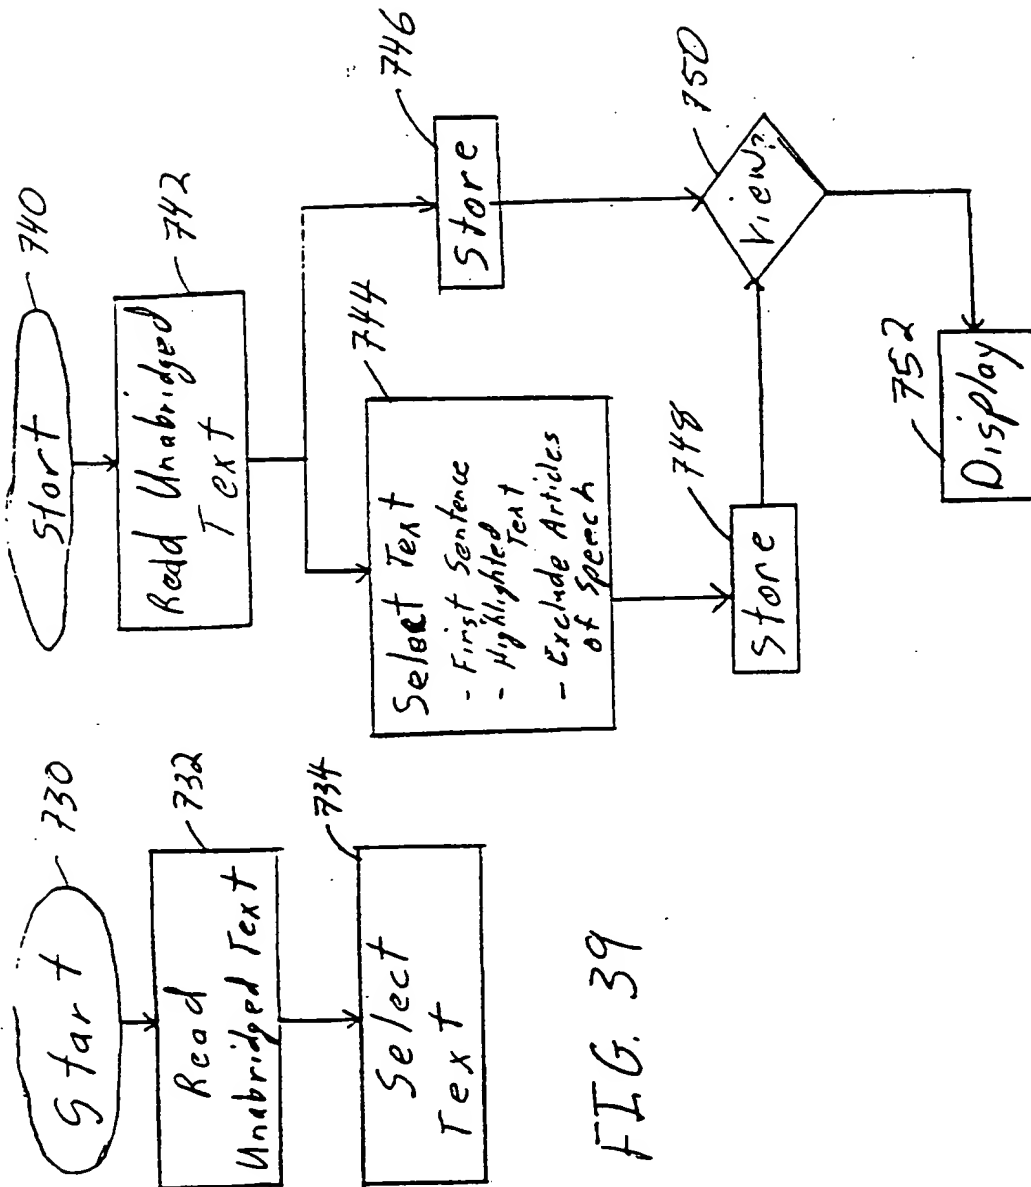 Start
730
Read
Unabridged Text
732
Select
Text
734
FIG. 39
Start
740
Read Unabridged
Text
742
Select Text
- First Sentence
- Highlighted
Text
- Exclude Articles
of Speech
744
Store
746
Store
748
View?
750
Display
752